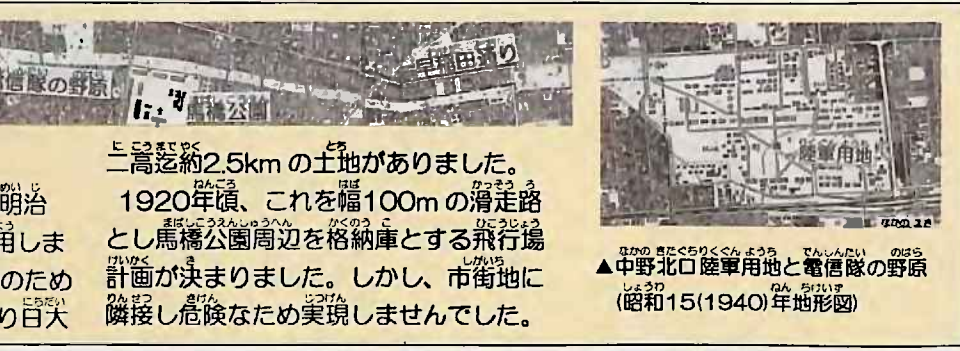 信隊の野原
馬橋公園
早稲田通り
明治
用しま
のため
り日大
二高迄約2.5kmの土地がありました。
1920年頃、これを幅100mの滑走路
とし馬橋公園周辺を格納庫とする飛行場
計画が決まりました。しかし、市街地に
隣接し危険なため実現しませんでした。
陸軍用地
なかの えき
▲中野北口陸軍用地と電信隊の野原
(昭和15(1940)年地形図)